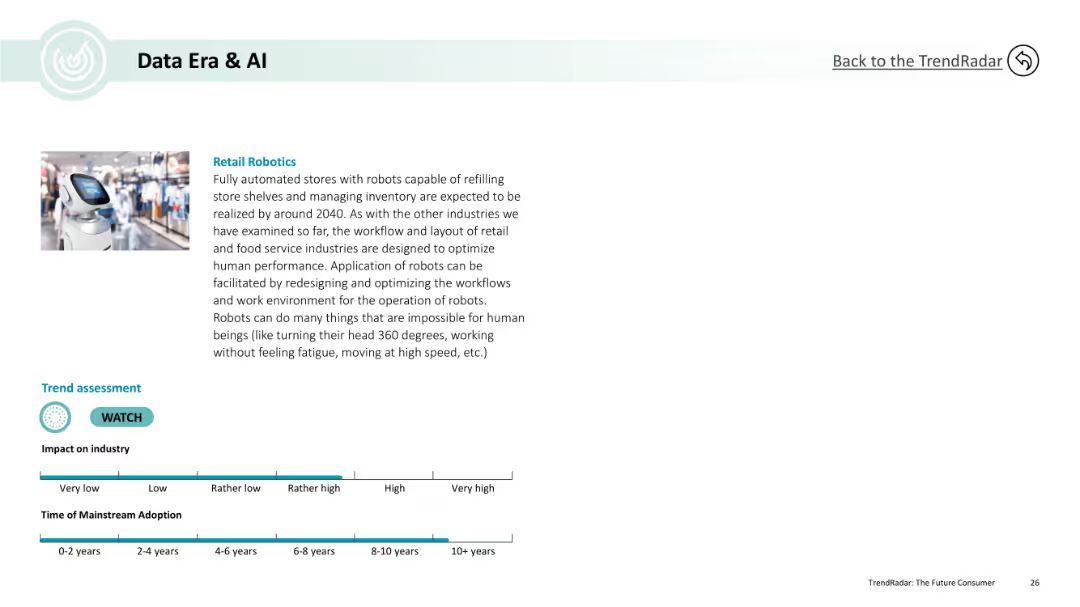 Data Era & AI
Back to the TrendRadar
Retail Robotics
Fully automated stores with robots capable of refilling
store shelves and managing inventory are expected to be
realized by around 2040. As with the other industries we
have examined so far, the workflow and layout of retail
and food service industries are designed to optimize
human performance. Application of robots can be
facilitated by redesigning and optimizing the workflows
and work environment for the operation of robots.
Robots can do many things that are impossible for human
beings (like turning their head 360 degrees, working
without feeling fatigue, moving at high speed, etc.)
Trend assessment
WATCH
Impact on industry
Very low Low Rather low Rather high High Very high
Time of Mainstream Adoption
0-2 years 2-4 years 4-6 years 6-8 years 8-10 years 10+ years
TrendRadar: The Future Consumer 26